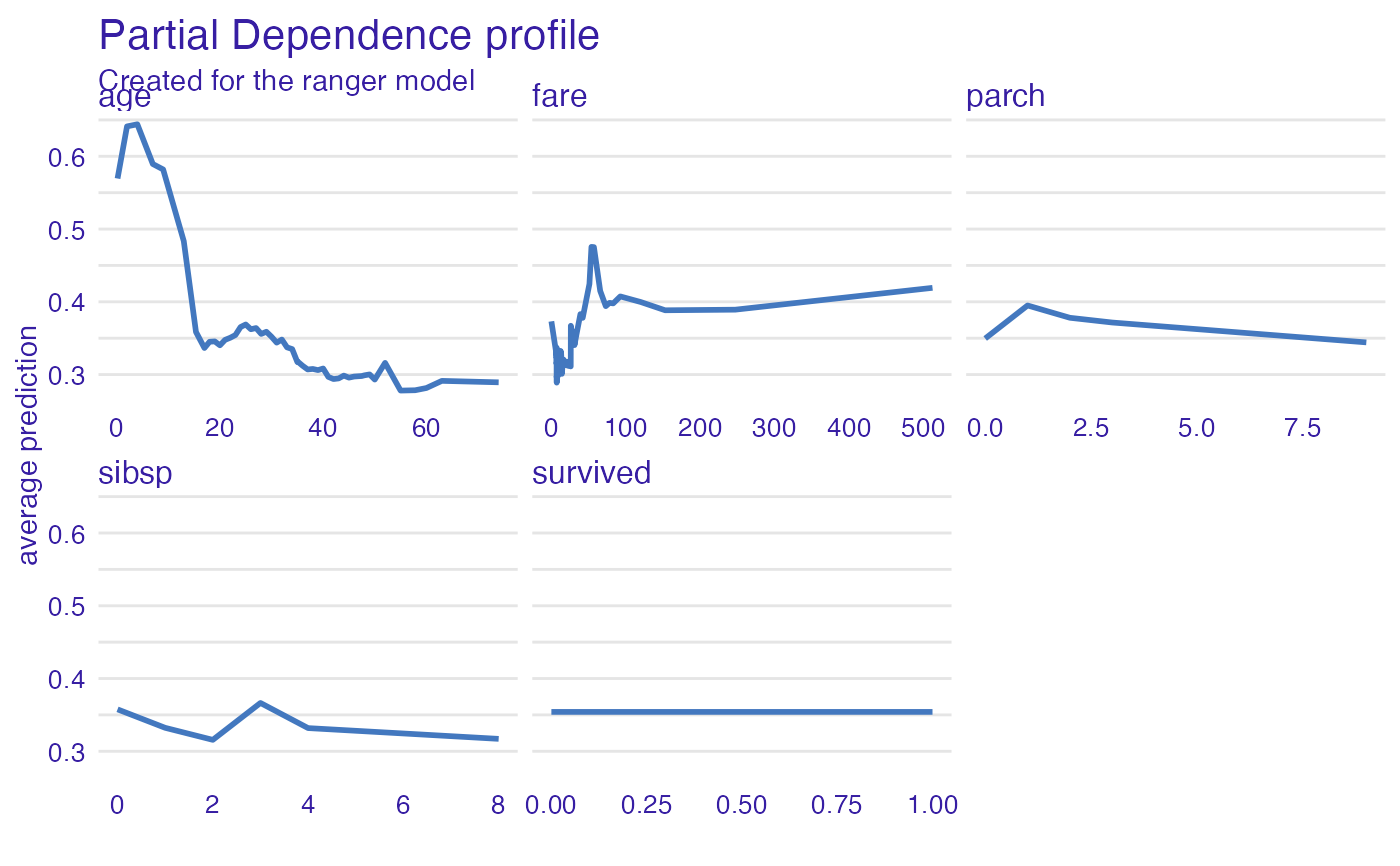 Partial Dependence profile
Created for the ranger model
age fare parch
0.6
0.5
0.4
0.3
0 20 40 60 0 100 200 300 400 500 0.0 2.5 5.0 7.5
average prediction
sibsp survived
0.6
0.5
0.4
0.3
0 2 4 6 8 0.00 0.25 0.50 0.75 1.00